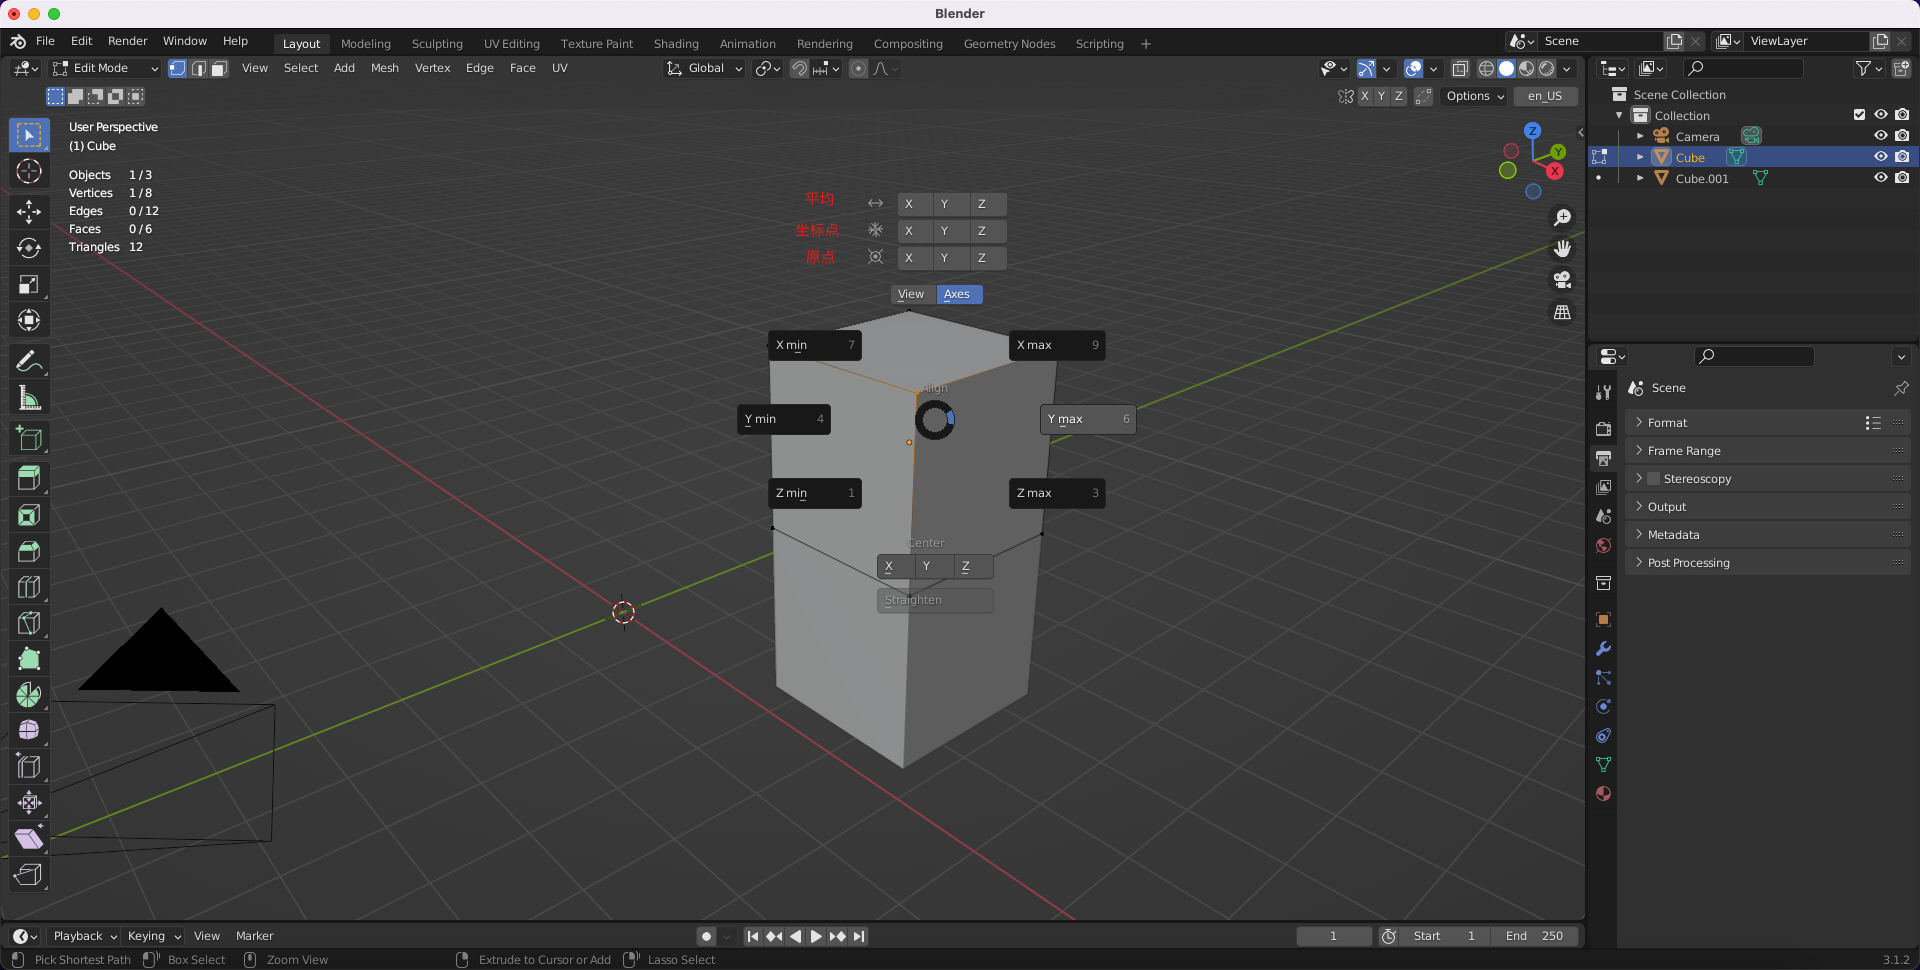 Blender
File Edit Render Window Help Layout Modeling Sculpting UV Editing Texture Paint Shading Animation Rendering Compositing Geometry Nodes Scripting + Scene ViewLayer
Edit Mode View Select Add Mesh Vertex Edge Face UV Global
X Y Z Options en_US
Scene Collection
Collection
Camera
Cube
Cube.001
User Perspective
(1) Cube
Objects 1/3
Vertices 1/8
Edges 0/12
Faces 0/6
Triangles 12
Z
Y
X
平均 X Y Z
坐标点 X Y Z
原点 X Y Z
View Axes
X min 7 X max 9
Align
Y min 4 Y max 6
Z min 1 Z max 3
Center
X Y Z
Straighten
Scene
Format
Frame Range
Stereoscopy
Output
Metadata
Post Processing
Playback Keying View Marker 1 Start 1 End 250
Pick Shortest Path Box Select Zoom View Extrude to Cursor or Add Lasso Select 3.1.2